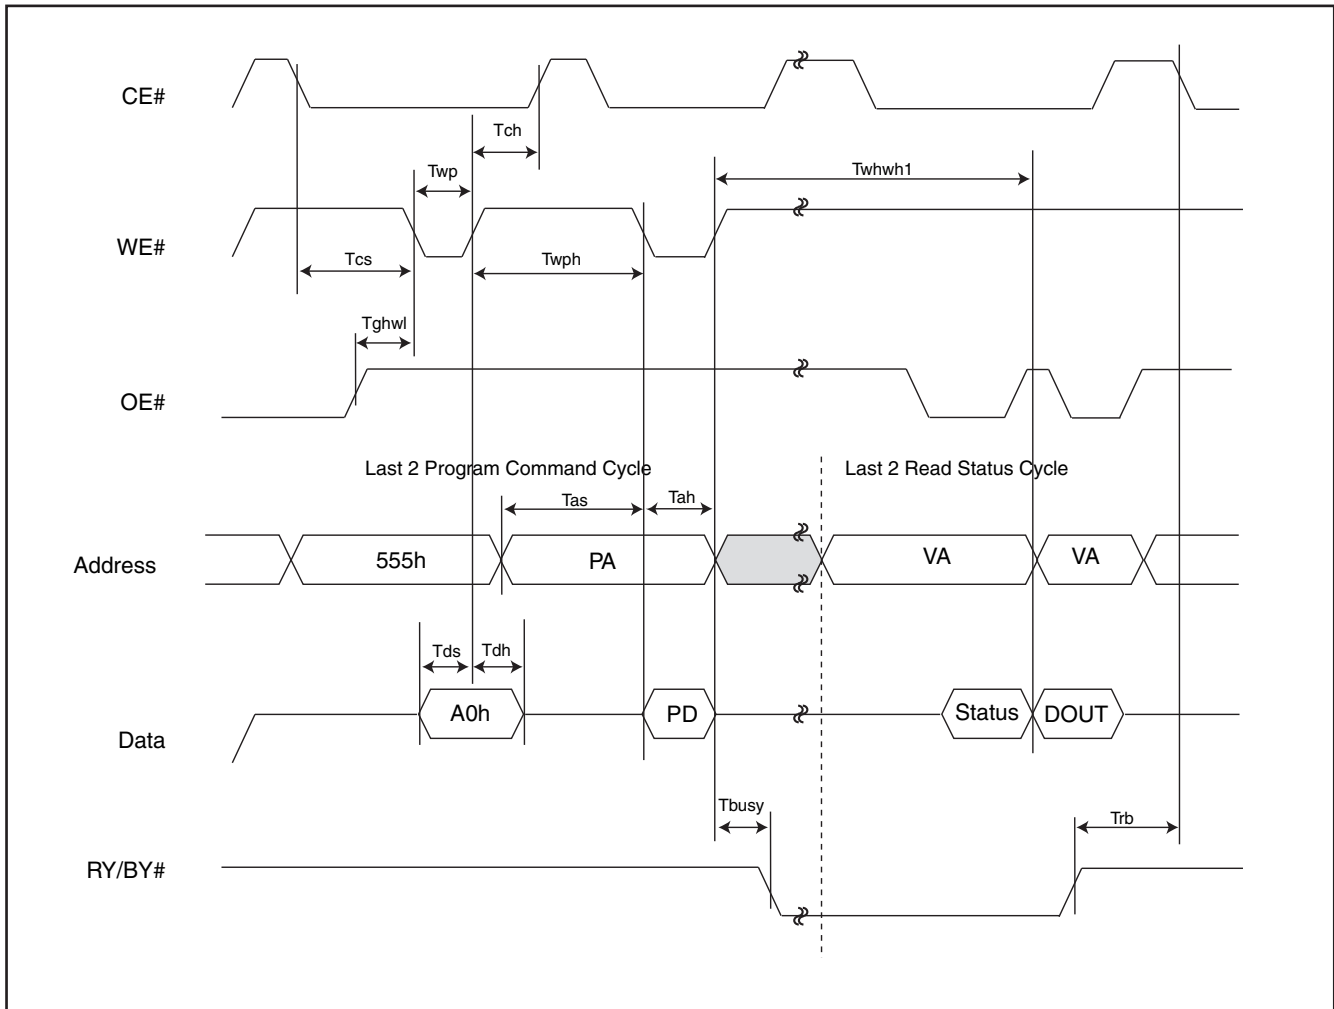 CE#
Tch
Twp
Twhwh1
WE#
Tcs
Twph
Tghwl
OE#
Last 2 Program Command Cycle
Last 2 Read Status Cycle
Tas
Tah
Address
555h
PA
VA
VA
Tds
Tdh
Data
A0h
PD
Status
DOUT
Tbusy
Trb
RY/BY#